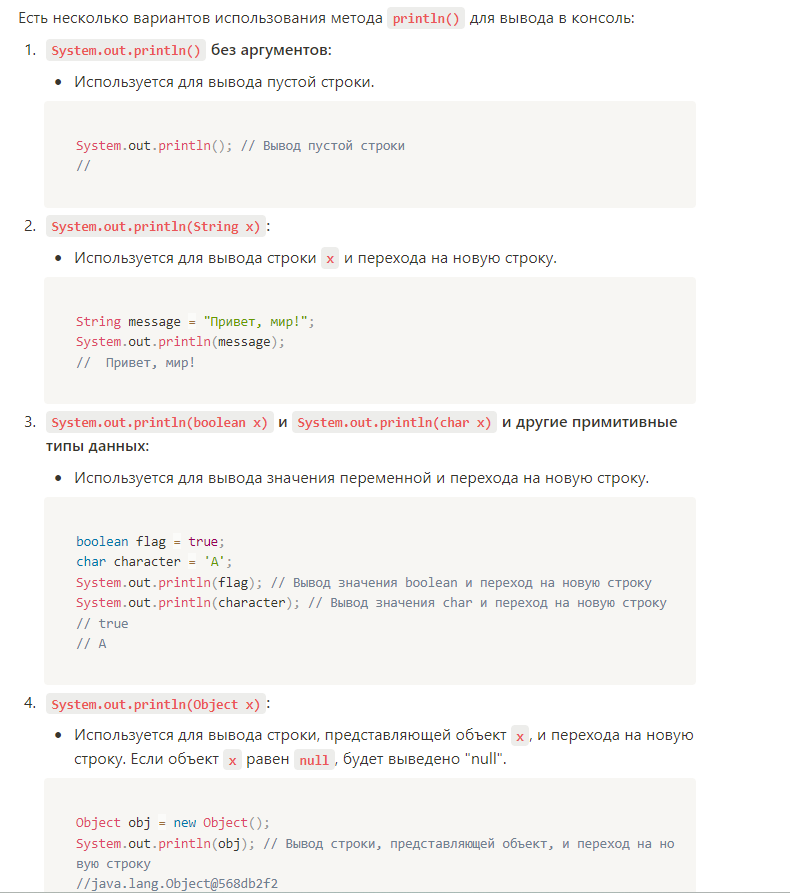 Есть несколько вариантов использования метода println() для вывода в консоль:
1. System.out.println() без аргументов:
• Используется для вывода пустой строки.
System.out.println(); // Вывод пустой строки
//
2. System.out.println(String x):
• Используется для вывода строки x и перехода на новую строку.
String message = "Привет, мир!";
System.out.println(message);
//  Привет, мир!
3. System.out.println(boolean x) и System.out.println(char x) и другие примитивные
типы данных:
• Используется для вывода значения переменной и перехода на новую строку.
boolean flag = true;
char character = 'A';
System.out.println(flag); // Вывод значения boolean и переход на новую строку
System.out.println(character); // Вывод значения char и переход на новую строку
// true
// A
4. System.out.println(Object x):
• Используется для вывода строки, представляющей объект x, и перехода на новую
строку. Если объект x равен null, будет выведено "null".
Object obj = new Object();
System.out.println(obj); // Вывод строки, представляющей объект, и переход на но
вую строку
//java.lang.Object@568db2f2